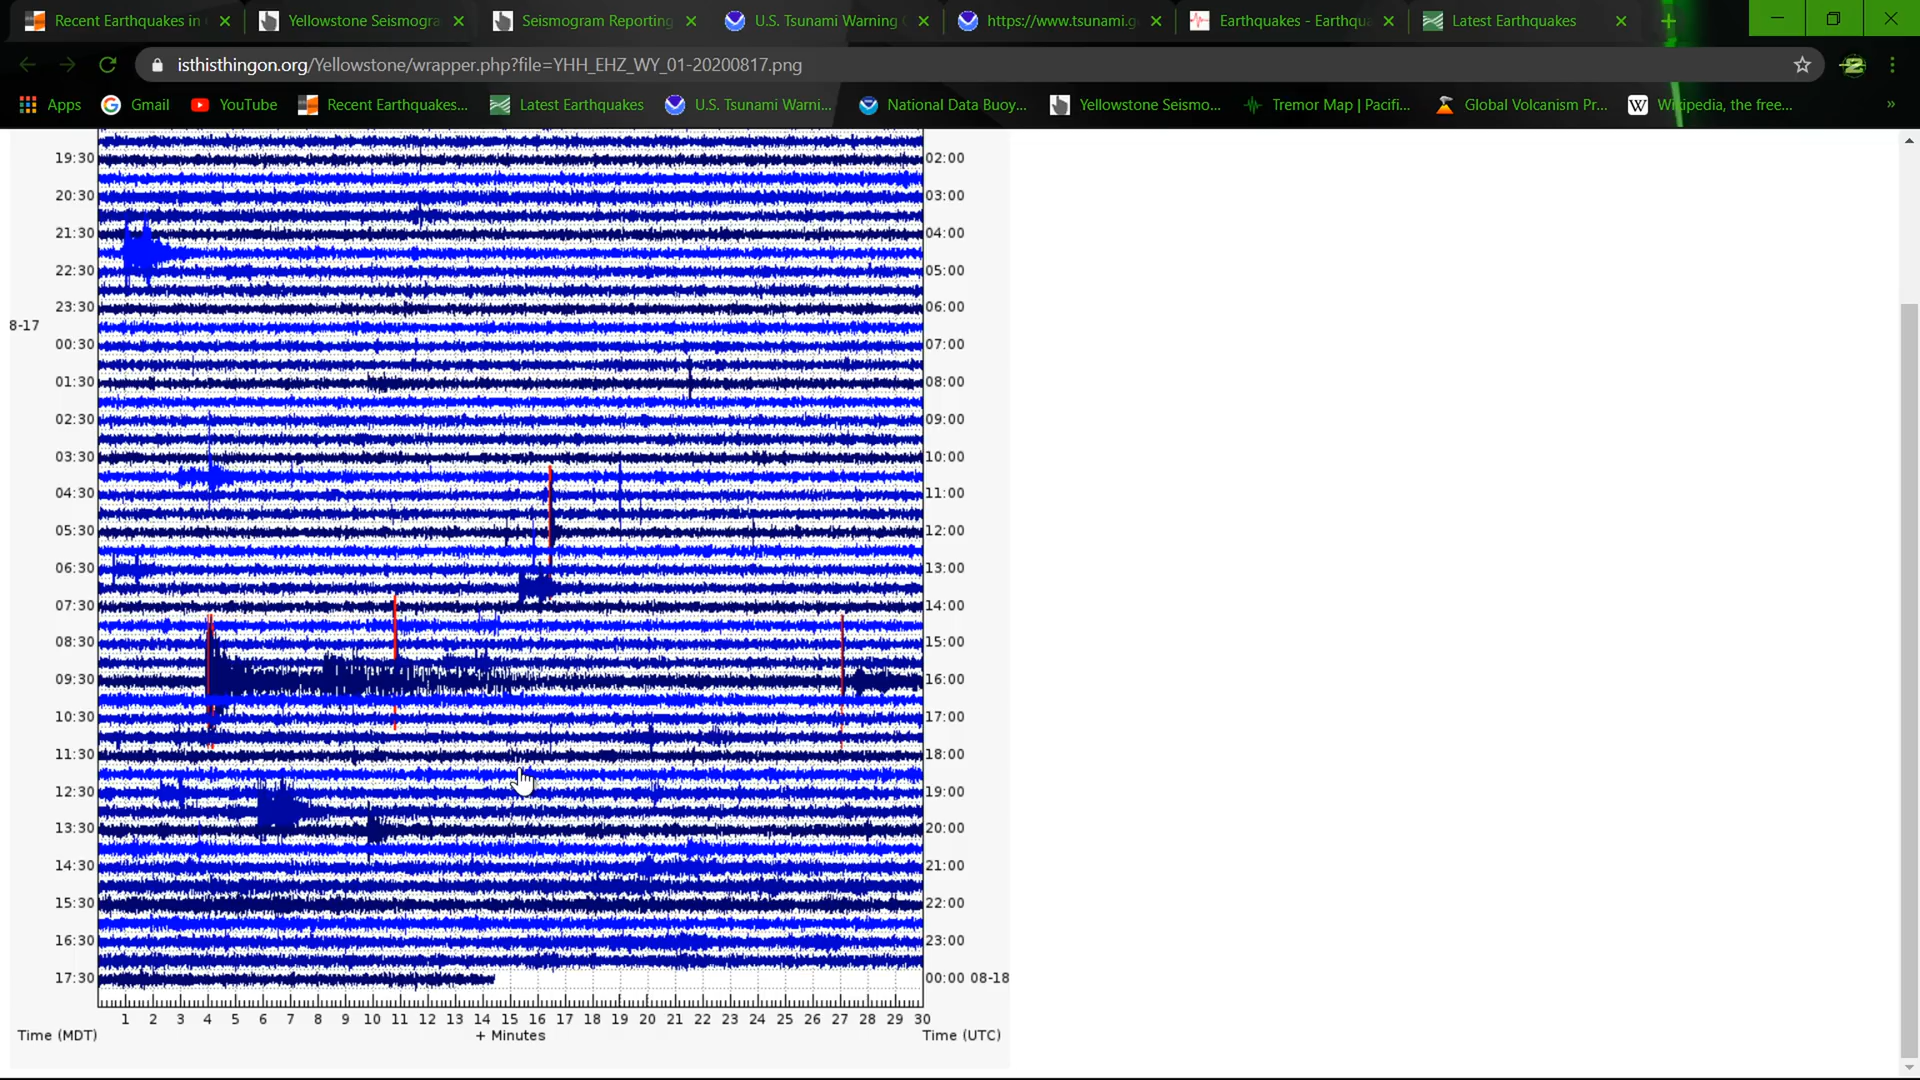 Recent Earthquakes in
Yellowstone Seismogra
Seismogram Reporting
U.S. Tsunami Warning
https://www.tsunami.g
Earthquakes - Earthqua
Latest Earthquakes
isthisthingon.org/Yellowstone/wrapper.php?file=YHH_EHZ_WY_01-20200817.png
Apps
Gmail
YouTube
Recent Earthquakes...
Latest Earthquakes
U.S. Tsunami Warni...
National Data Buoy...
Yellowstone Seismo...
Tremor Map | Pacifi...
Global Volcanism Pr...
Wikipedia, the free...
»
19:30 02:00
20:30 03:00
21:30 04:00
22:30 05:00
23:30 06:00
8-17
00:30 07:00
01:30 08:00
02:30 09:00
03:30 10:00
04:30 11:00
05:30 12:00
06:30 13:00
07:30 14:00
08:30 15:00
09:30 16:00
10:30 17:00
11:30 18:00
12:30 19:00
13:30 20:00
14:30 21:00
15:30 22:00
16:30 23:00
17:30 00:00 08-18
1 2 3 4 5 6 7 8 9 10 11 12 13 14 15 16 17 18 19 20 21 22 23 24 25 26 27 28 29 30
Time (MDT) + Minutes Time (UTC)